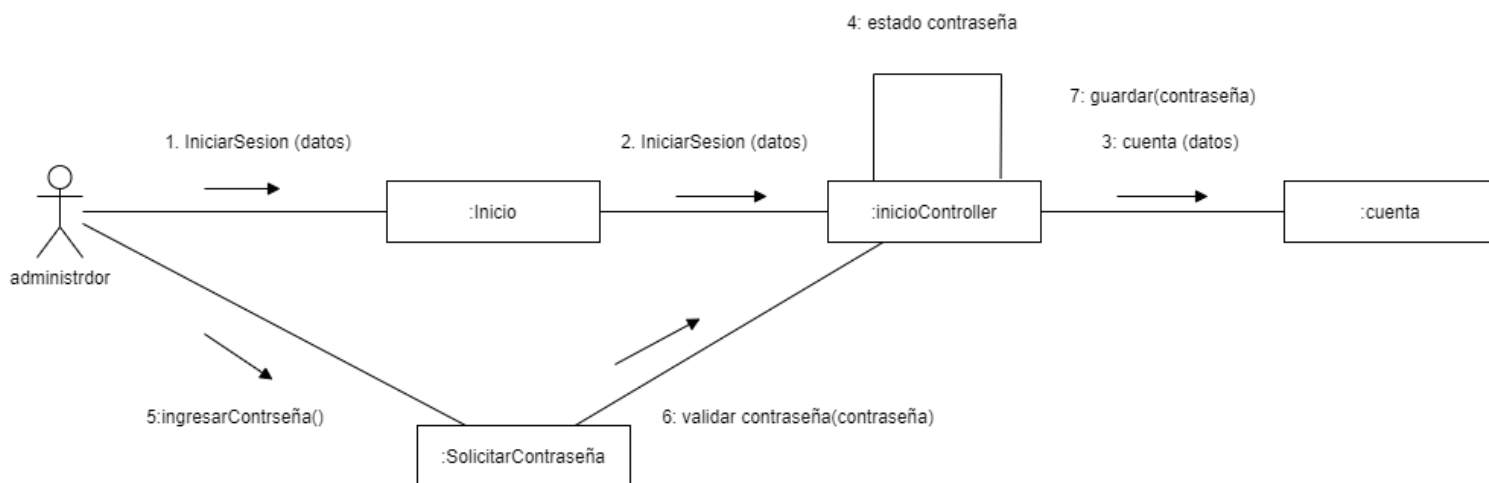 4: estado contraseña
7: guardar(contraseña)
1. IniciarSesion (datos)
2. IniciarSesion (datos)
3: cuenta (datos)
:Inicio
:inicioController
:cuenta
administrdor
5:ingresarContrseña()
6: validar contraseña(contraseña)
:SolicitarContraseña